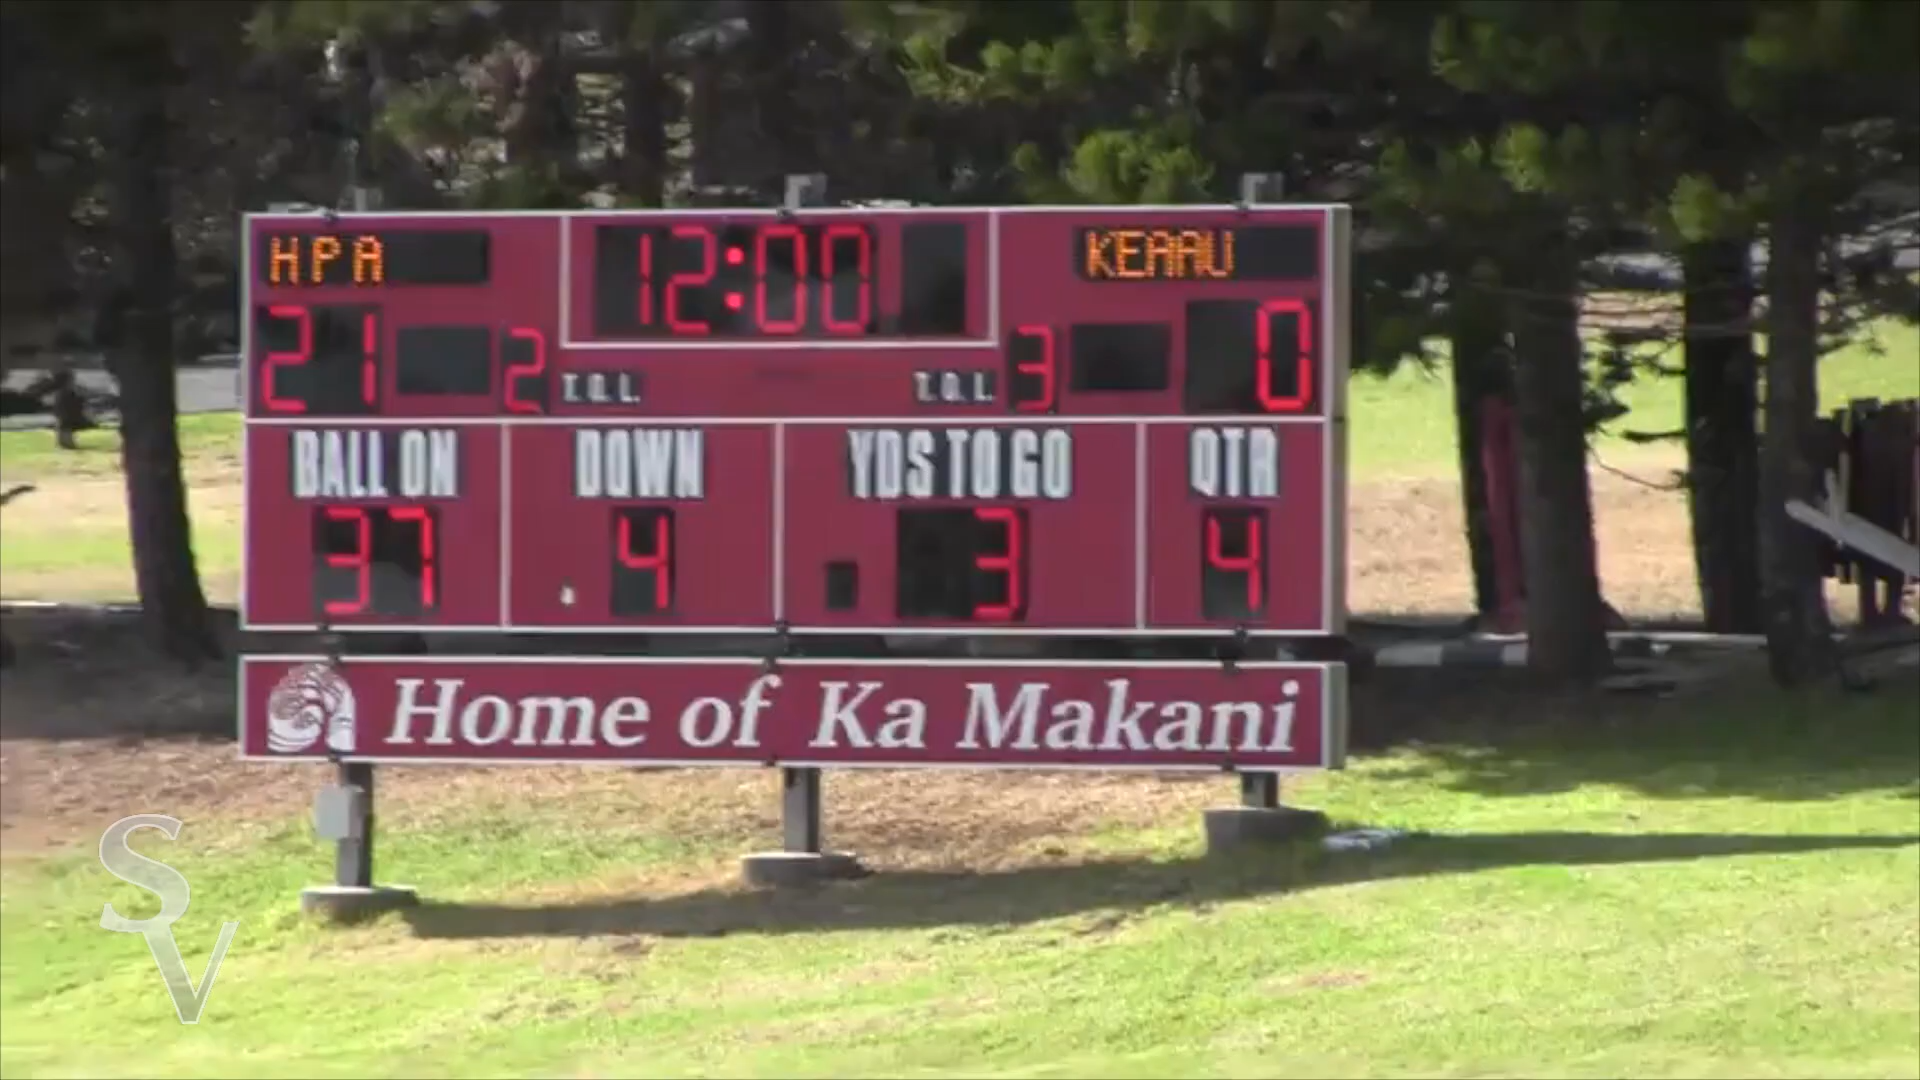 HPA 12:00 KEAAU
21 2 T.O.L. T.O.L. 3 0
BALL ON DOWN YDS TO GO QTR
37 4 3 4
Home of Ka Makani
SV